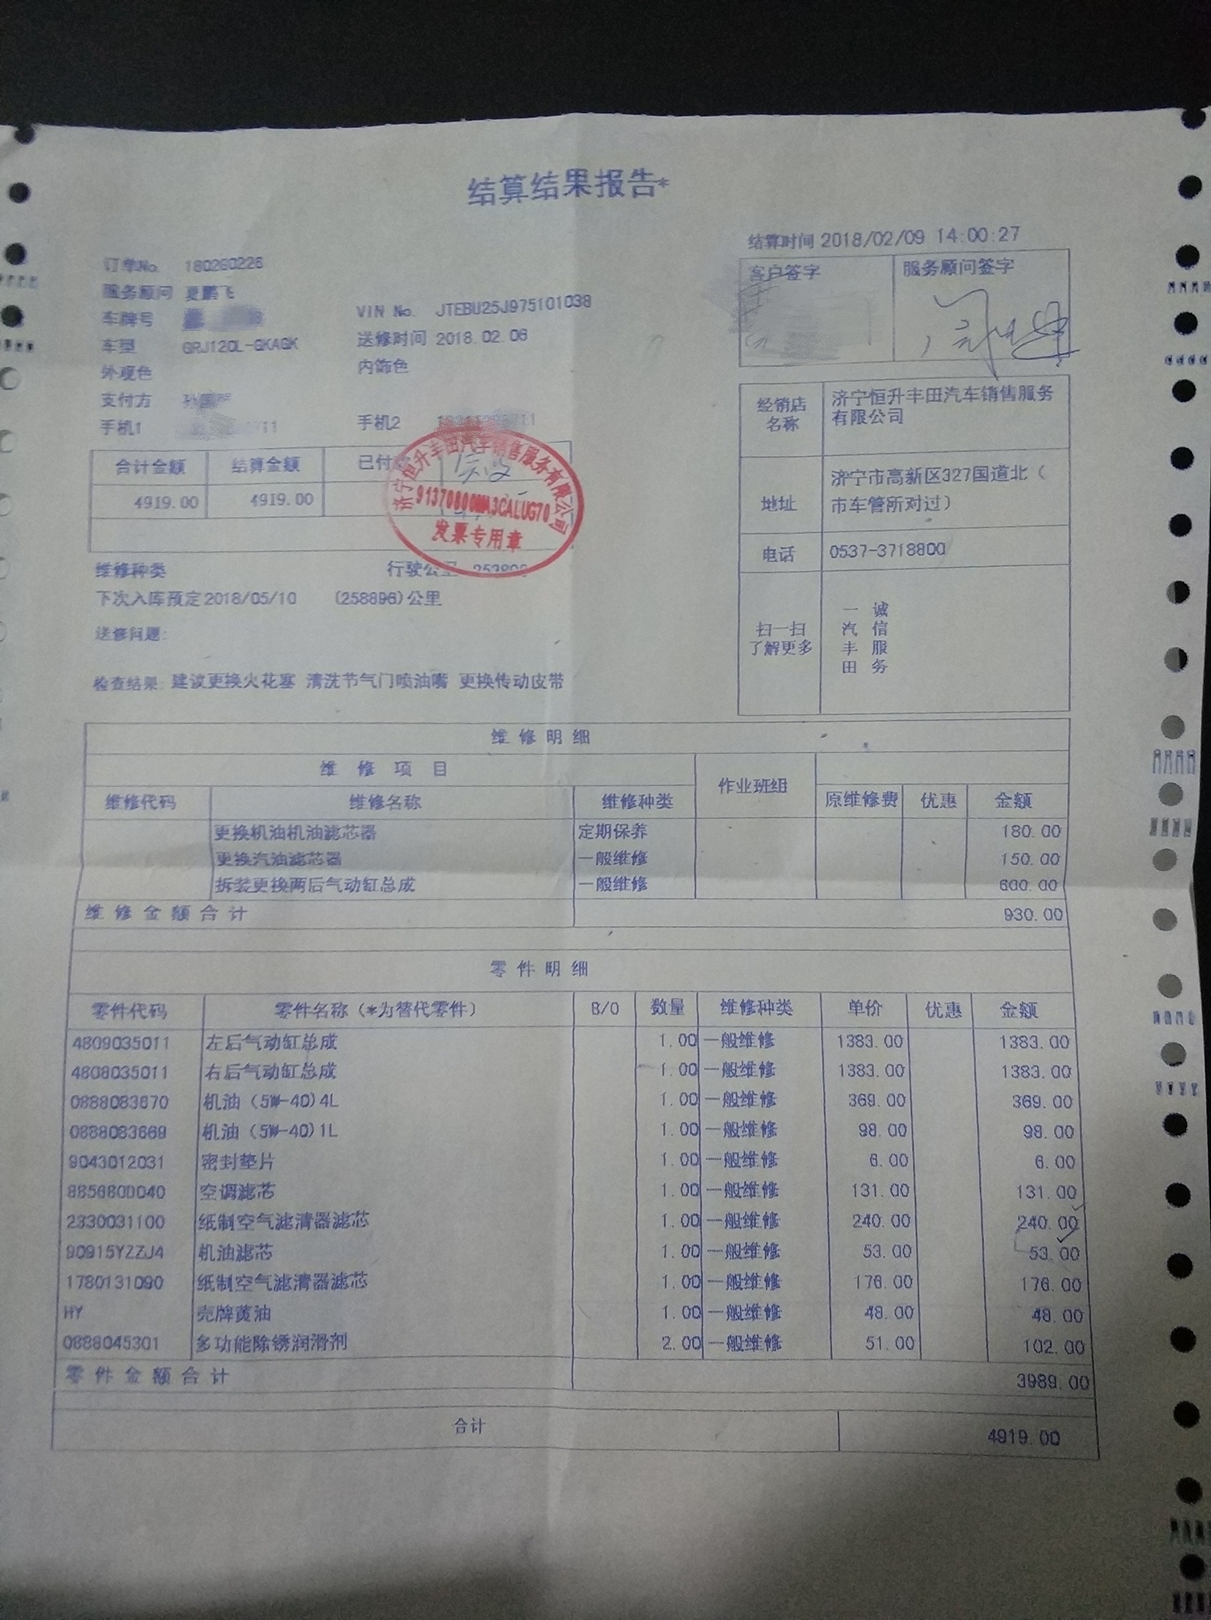 结算结果报告*
结算时间 2018/02/09 14:00:27
订单No. 180280226
服务顾问 夏鹏飞
车牌号
VIN No. JTEBU25J975101038
车型 GRJ120L-GKAGK
送修时间 2018.02.06
外观色
内饰色
支付方
手机1
手机2
客户签字 服务顾问签字
经销店名称 济宁恒升丰田汽车销售服务
有限公司
地址 济宁市高新区327国道北（
市车管所对过）
电话 0537-3718800
扫一扫
了解更多
一汽丰田
诚信服务
合计金额 结算金额 已付
4919.00 4919.00
济宁恒升丰田汽车销售服务有限公司
发票专用章
维修种类 行驶公里
下次入库预定 2018/05/10 (258896)公里
送修问题:
检查结果: 建议更换火花塞 清洗节气门喷油嘴 更换传动皮带
维修明细
维修项目 作业班组
维修代码 维修名称 维修种类 原维修费 优惠 金额
更换机油机油滤芯器 定期保养 180.00
更换汽油滤芯器 一般维修 150.00
拆装更换两后气动缸总成 一般维修 600.00
维修金额合计 930.00
零件明细
零件代码 零件名称（*为替代零件） B/O 数量 维修种类 单价 优惠 金额
4809035011 左后气动缸总成 1.00 一般维修 1383.00 1383.00
4808035011 右后气动缸总成 1.00 一般维修 1383.00 1383.00
0888083670 机油（5W-40)4L 1.00 一般维修 369.00 369.00
0888083669 机油（5W-40)1L 1.00 一般维修 98.00 98.00
9043012031 密封垫片 1.00 一般维修 6.00 6.00
885680D040 空调滤芯 1.00 一般维修 131.00 131.00
2330031100 纸制空气滤清器滤芯 1.00 一般维修 240.00 240.00
90915YZZJ4 机油滤芯 1.00 一般维修 53.00 53.00
1780131090 纸制空气滤清器滤芯 1.00 一般维修 176.00 176.00
HY 壳牌黄油 1.00 一般维修 48.00 48.00
0888045301 多功能除锈润滑剂 2.00 一般维修 51.00 102.00
零件金额合计 3989.00
合计 4919.00